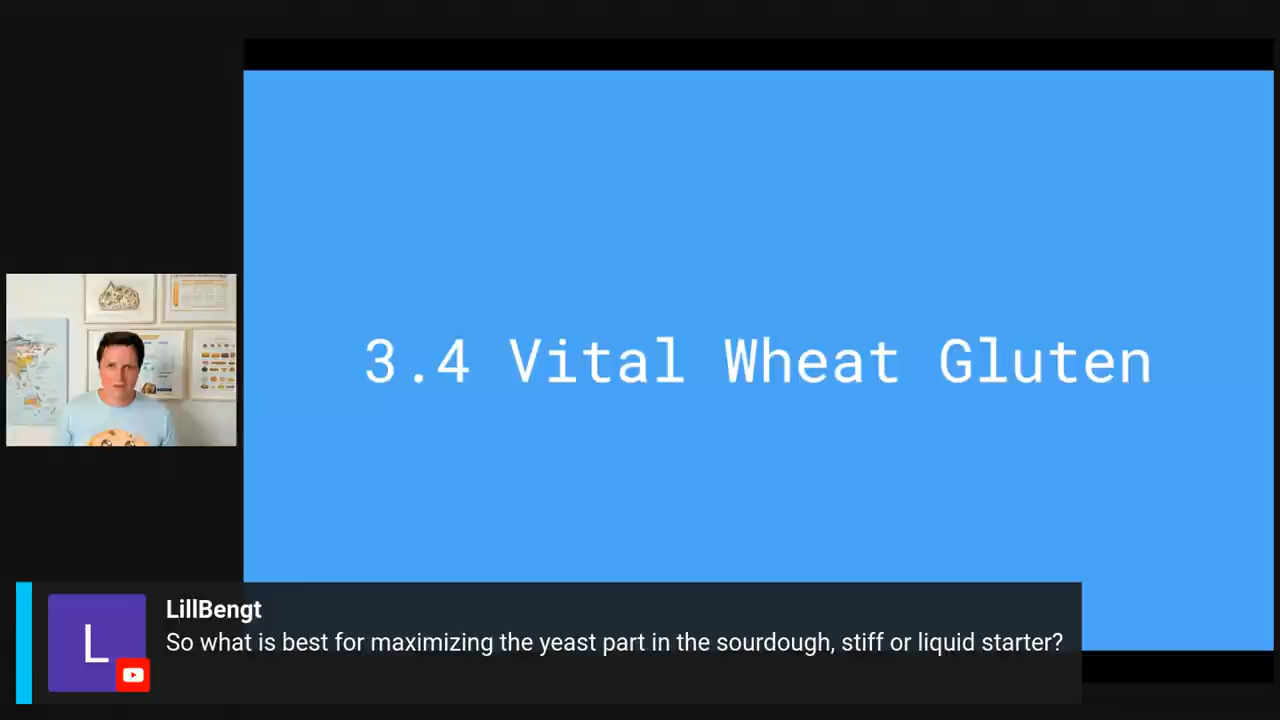 3.4 Vital Wheat Gluten
L
LillBengt
So what is best for maximizing the yeast part in the sourdough, stiff or liquid starter?